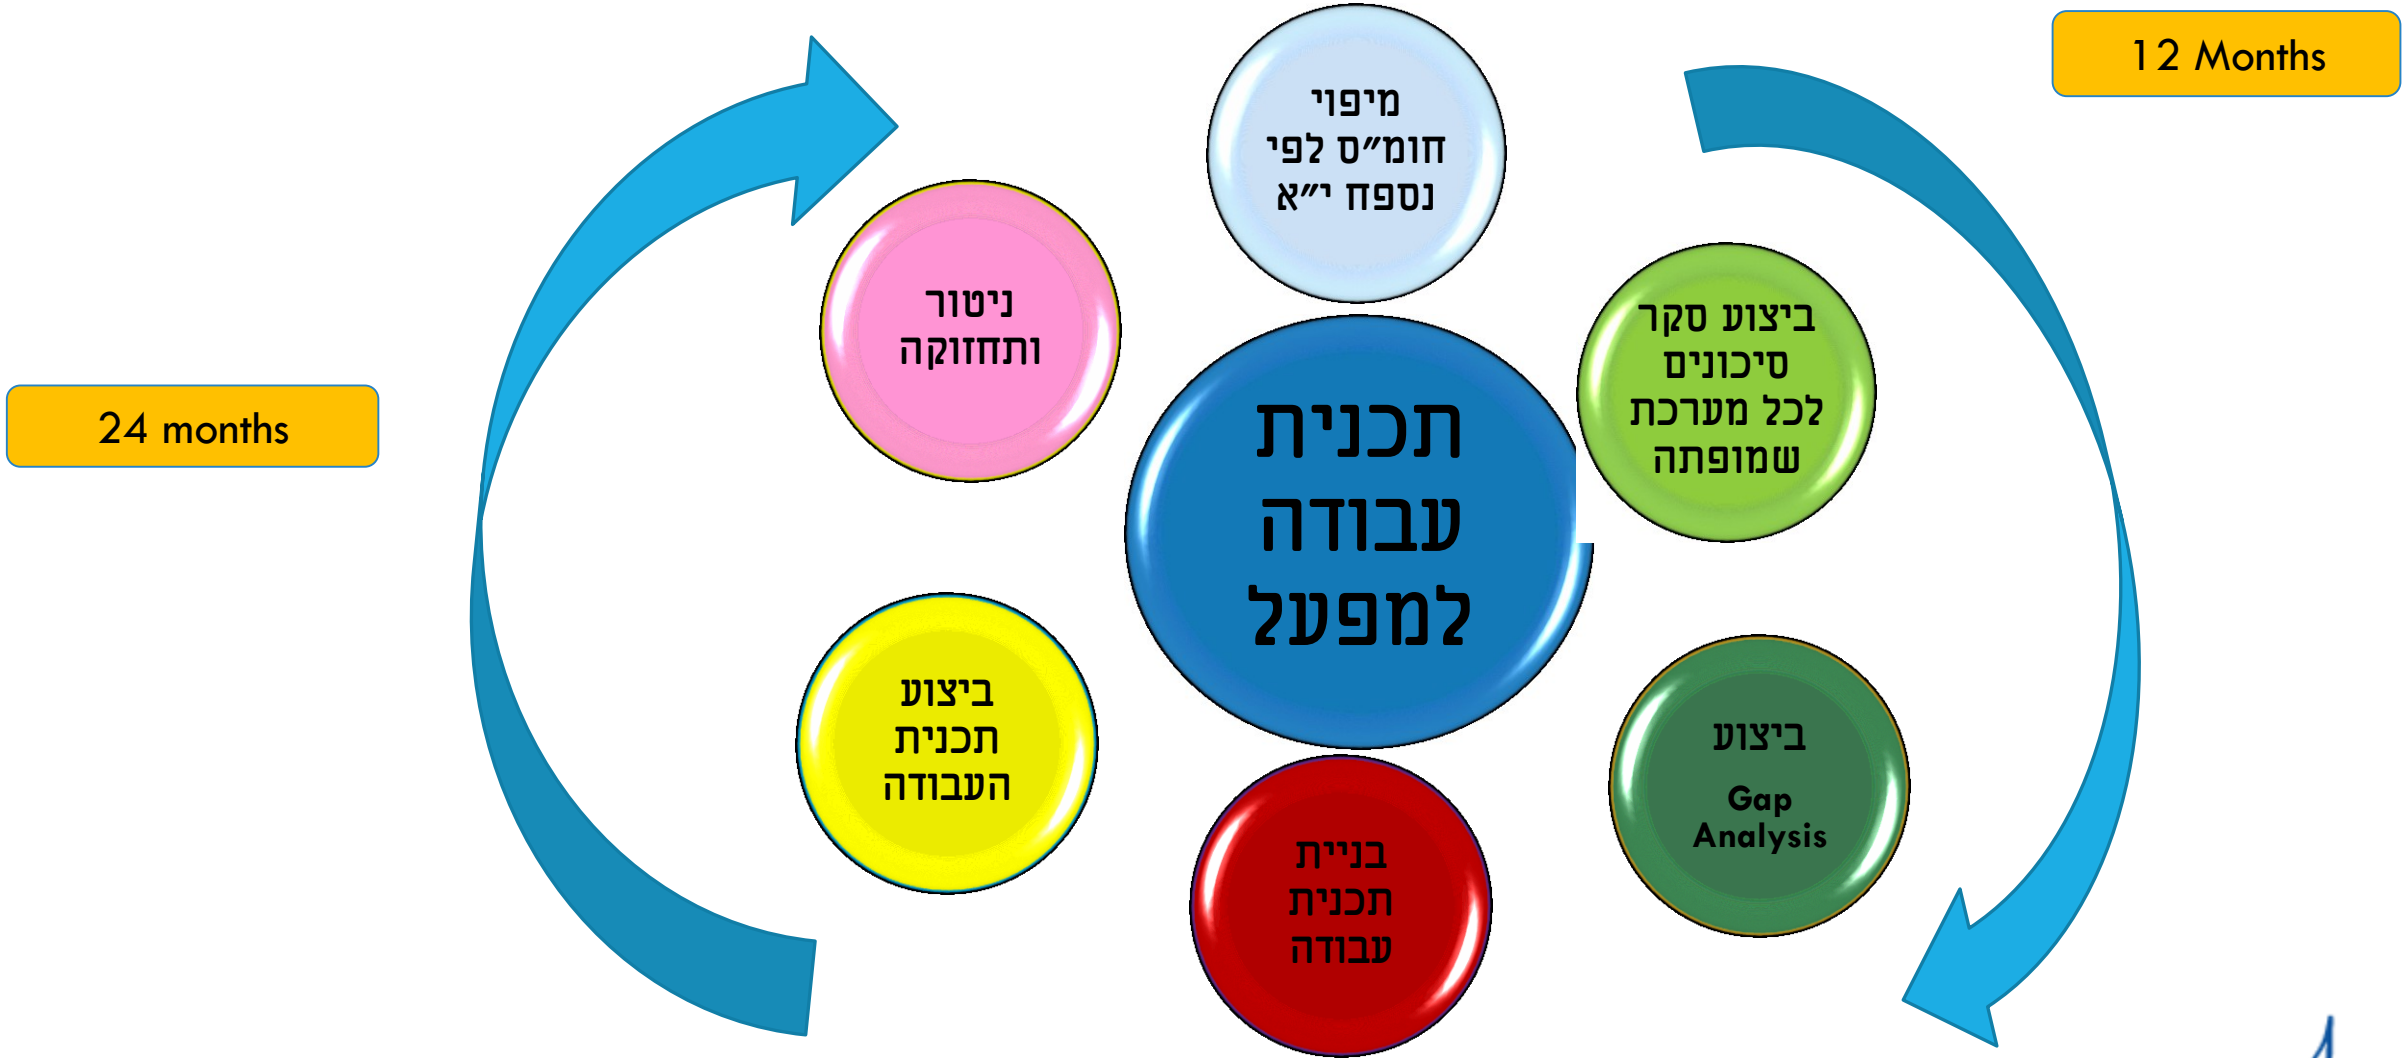 12 Months
מיפוי
חומ״ס לפי
נספח י״א
ביצוע סקר
סיכונים
לכל מערכת
שמופתה
ביצוע
Gap
Analysis
בניית
תכנית
עבודה
ביצוע
תכנית
העבודה
ניטור
ותחזוקה
תכנית
עבודה
למפעל
24 months